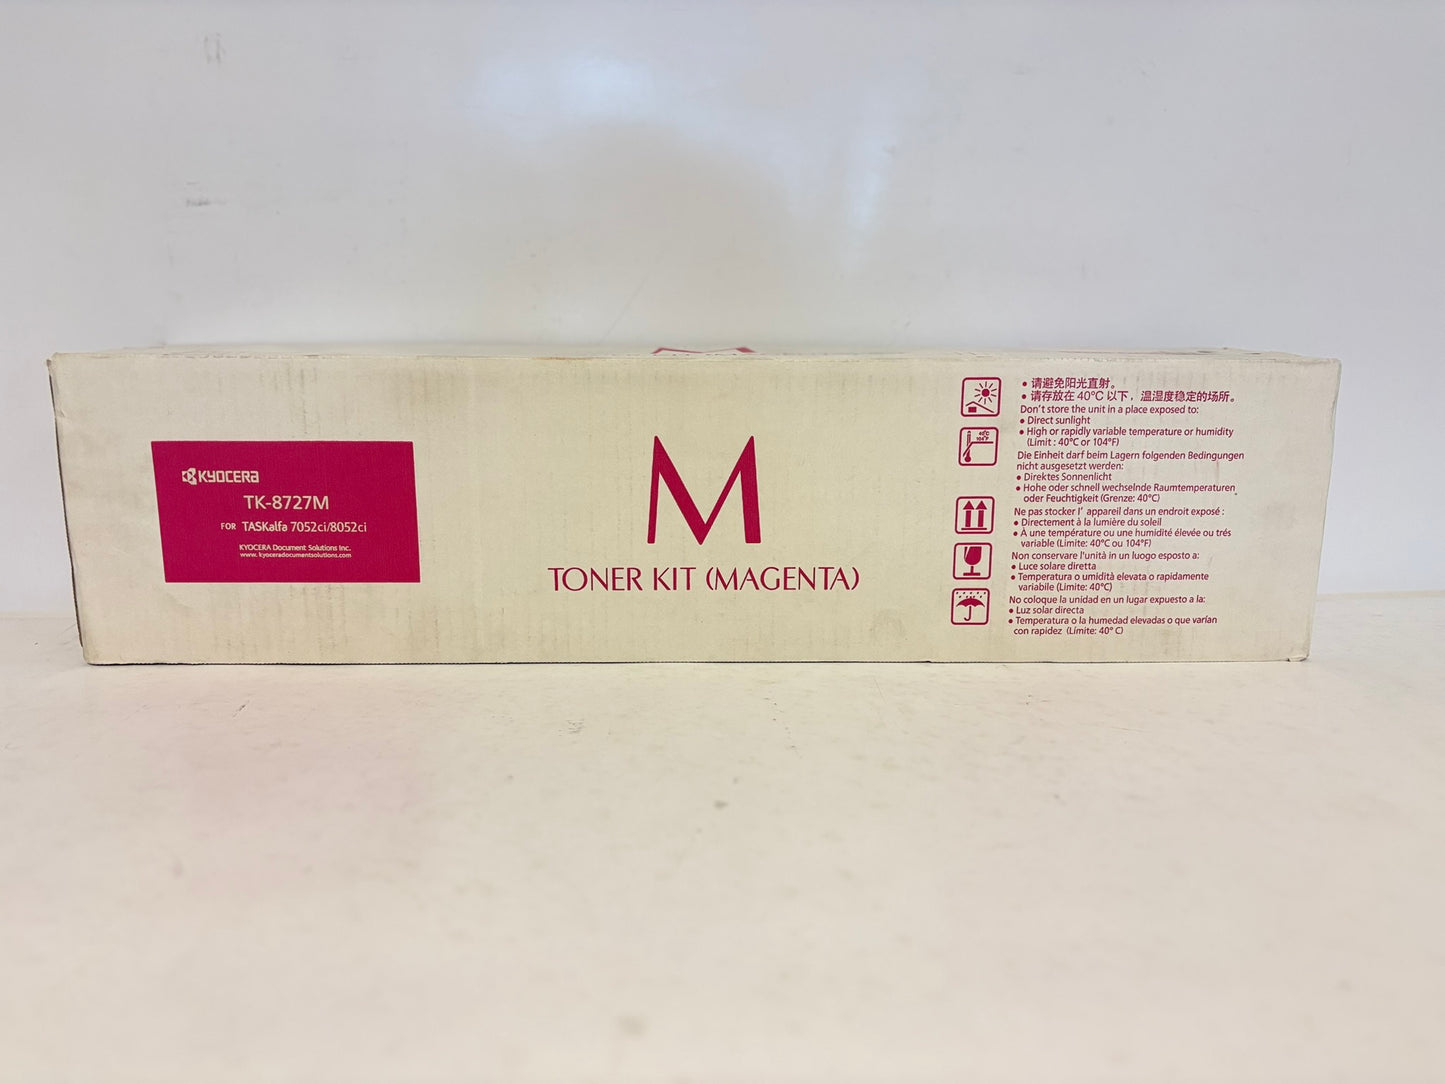 KYOCERA
TK-8727M
FOR TASKalfa 7052ci/8052ci
KYOCERA Document Solutions Inc.
www.kyoceradocumentsolutions.com
M
TONER KIT (MAGENTA)
40°C
104°F
• 请避免阳光直射。
• 请存放在 40°C 以下，温湿度稳定的场所。
Don't store the unit in a place exposed to:
• Direct sunlight
• High or rapidly variable temperature or humidity
(Limit : 40°C or 104°F)
Die Einheit darf beim Lagern folgenden Bedingungen
nicht ausgesetzt werden:
• Direktes Sonnenlicht
• Hohe oder schnell wechselnde Raumtemperaturen
oder Feuchtigkeit (Grenze: 40°C)
Ne pas stocker l' appareil dans un endroit exposé :
• Directement à la lumière du soleil
• À une température ou une humidité élevée ou trés
variable (Limite: 40°C ou 104°F)
Non conservare l'unità in un luogo esposto a:
• Luce solare diretta
• Temperatura o umidità elevata o rapidamente
variabile (Limite: 40°C)
No coloque la unidad en un lugar expuesto a la:
• Luz solar directa
• Temperatura o la humedad elevadas o que varían
con rapidez (Límite: 40° C)